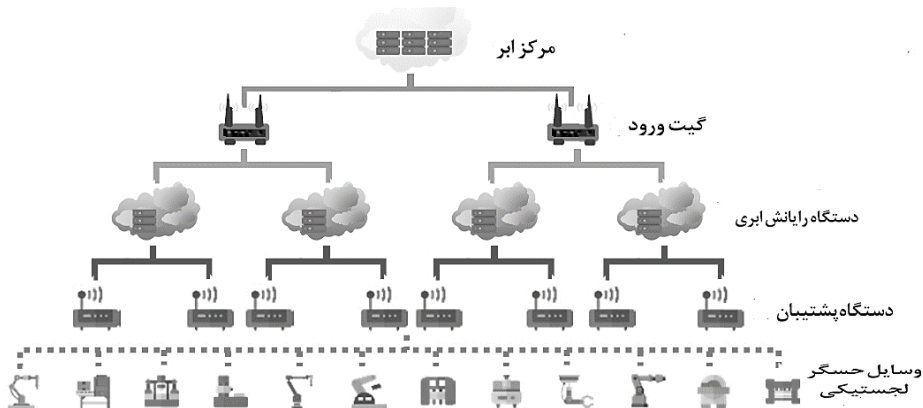 مرکز ابر
گیت ورود
دستگاه رایانش ابری
دستگاه پشتیبان
وسایل حسگر
لجستیکی